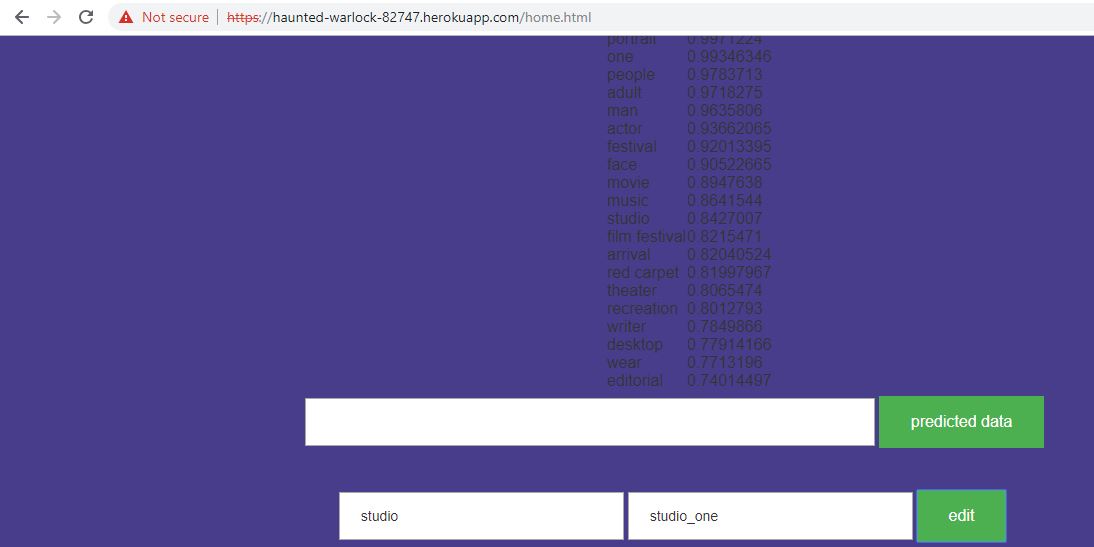 Not secure | https://haunted-warlock-82747.herokuapp.com/home.html
portrait 0.9971224
one 0.99346346
people 0.9783713
adult 0.9718275
man 0.9635806
actor 0.93662065
festival 0.92013395
face 0.90522665
movie 0.8947638
music 0.8641544
studio 0.8427007
film festival 0.8215471
arrival 0.82040524
red carpet 0.81997967
theater 0.8065474
recreation 0.8012793
writer 0.7849866
desktop 0.77914166
wear 0.7713196
editorial 0.74014497
predicted data
studio studio_one edit